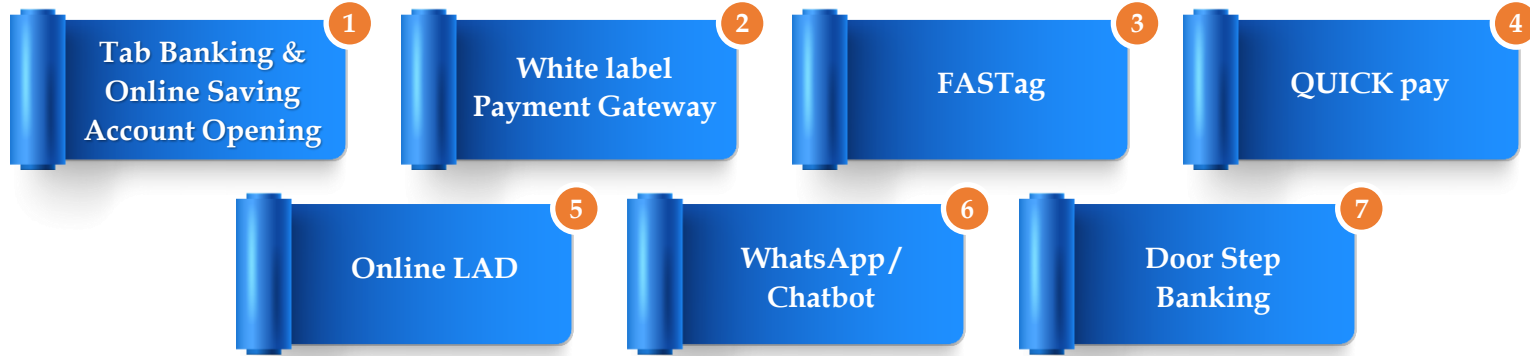 1
Tab Banking &
Online Saving
Account Opening
2
White label
Payment Gateway
3
FASTag
4
QUICK pay
5
Online LAD
6
WhatsApp/
Chatbot
7
Door Step
Banking